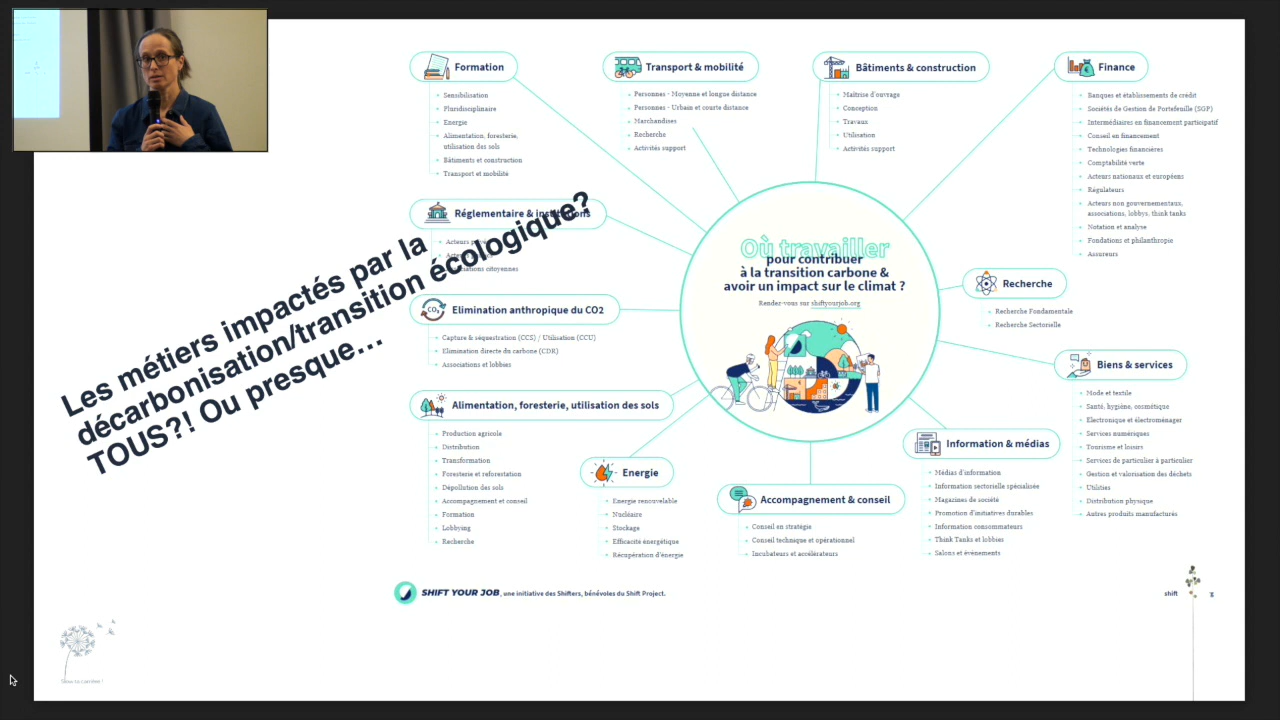 Formation
Sensibilisation
Pluridisciplinaire
Energie
Alimentation, foresterie,
utilisation des sols
Bâtiments et construction
Transport et mobilité
Transport & mobilité
Personnes - Moyenne et longue distance
Personnes - Urbain et courte distance
Marchandises
Recherche
Activités support
Bâtiments & construction
Maîtrise d'ouvrage
Conception
Travaux
Utilisation
Activités support
Finance
Banques et établissements de crédit
Sociétés de Gestion de Portefeuille (SGP)
Intermédiaires en financement participatif
Conseil en financement
Technologies financières
Comptabilité verte
Acteurs nationaux et européens
Régulateurs
Acteurs non gouvernementaux,
associations, lobbys, think tanks
Notation et analyse
Fondations et philanthropie
Assureurs
Réglementaire & institutions
Acteurs
citoyennes
Les métiers impactés par la
décarbonisation/transition écologique?
TOUS?! Ou presque...
Où travailler
pour contribuer
à la transition carbone &
avoir un impact sur le climat ?
Rendez-vous sur shiftyourjob.org
Recherche
Recherche Fondamentale
Recherche Sectorielle
Elimination anthropique du CO2
CO₂
Capture & séquestration (CCS) / Utilisation (CCU)
Elimination directe du carbone (CDR)
Associations et lobbies
Biens & services
Mode et textile
Santé, hygiène, cosmétique
Electronique et électroménager
Services numériques
Tourisme et loisirs
Services de particulier à particulier
Gestion et valorisation des déchets
Utilities
Distribution physique
Autres produits manufacturés
Alimentation, foresterie, utilisation des sols
Production agricole
Distribution
Transformation
Foresterie et reforestation
Dépollution des sols
Accompagnement et conseil
Formation
Lobbying
Recherche
Energie
Energie renouvelable
Nucléaire
Stockage
Efficacité énergétique
Récupération d'énergie
Accompagnement & conseil
Conseil en stratégie
Conseil technique et opérationnel
Incubateurs et accélérateurs
Information & médias
Médias d'information
Information sectorielle spécialisée
Magazines de société
Promotion d'initiatives durables
Information consommateurs
Think Tanks et lobbies
Salons et évènements
SHIFT YOUR JOB, une initiative des Shifters, bénévoles du Shift Project.
shift